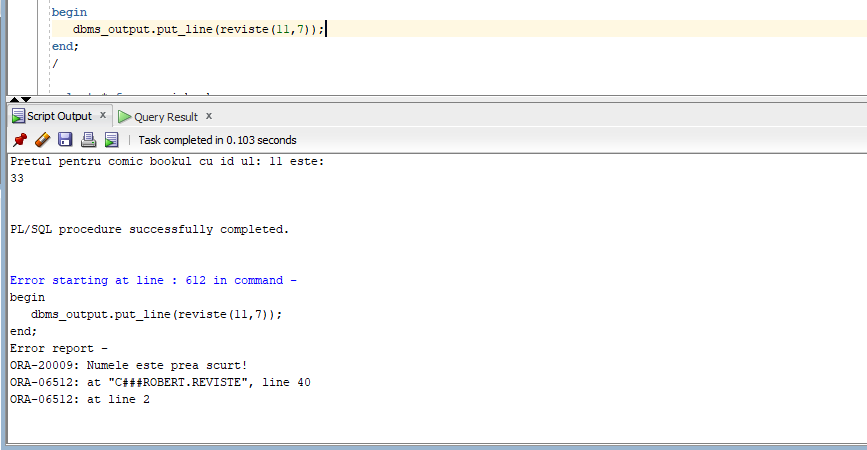 begin
dbms_output.put_line(reviste(11,7));
end;
/
Script Output x Query Result x
Task completed in 0.103 seconds
Pretul pentru comic bookul cu id ul: 11 este:
33
PL/SQL procedure successfully completed.
Error starting at line : 612 in command -
begin
dbms_output.put_line(reviste(11,7));
end;
Error report -
ORA-20009: Numele este prea scurt!
ORA-06512: at "C###ROBERT.REVISTE", line 40
ORA-06512: at line 2